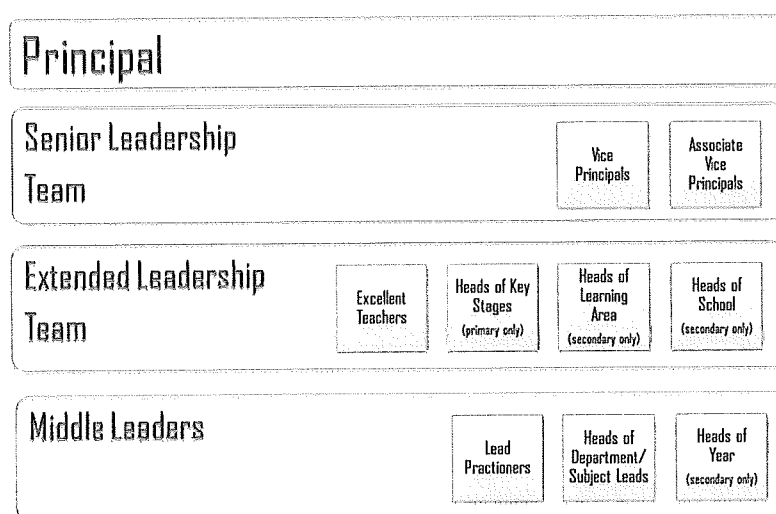 Principal
Senior Leadership
Team
Vice
Principals
Associate
Vice
Principals
Extended Leadership
Team
Excellent
Teachers
Heads of Key
Stages
(primary only)
Heads of
Learning
Area
(secondary only)
Heads of
School
(secondary only)
Middle Leaders
Lead
Practioners
Heads of
Department/
Subject Leads
Heads of
Year
(secondary only)